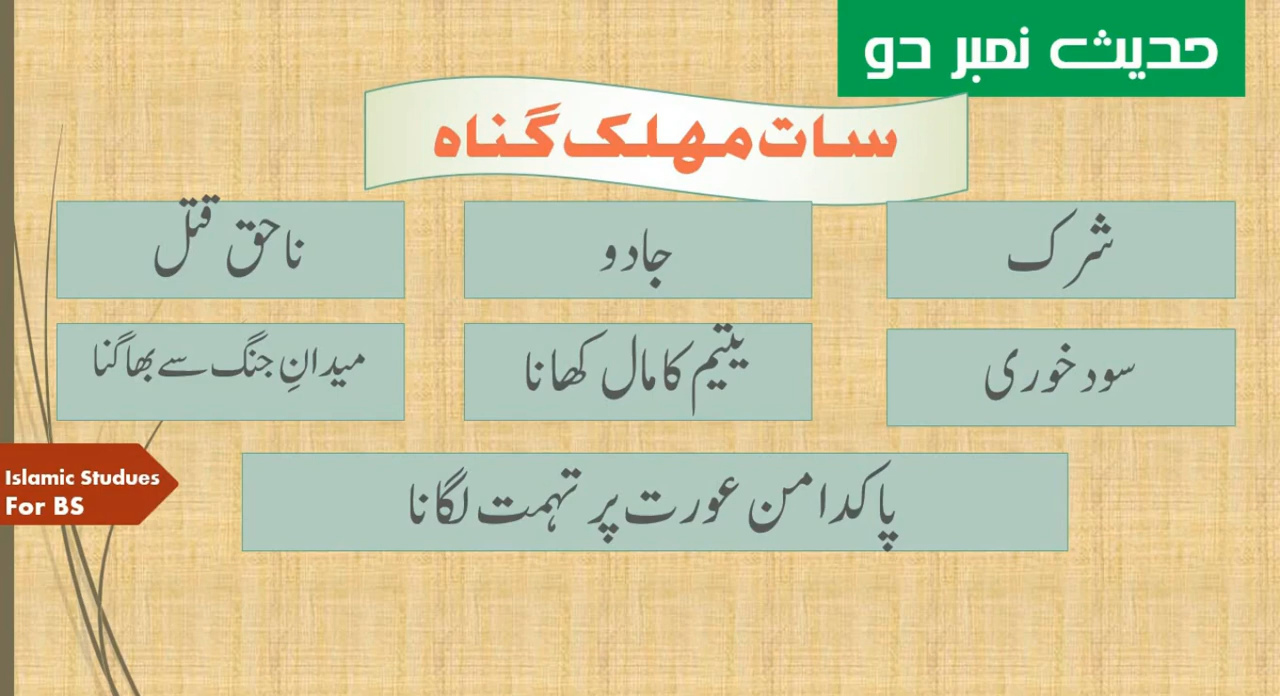 حدیث نمبر دو
سات مھلک گناہ
شرک
جادو
ناحق قتل
سود خوری
یتیم کا مال کھانا
میدانِ جنگ سے بھاگنا
Islamic Studues
For BS
پاکدامن عورت پر تہمت لگانا